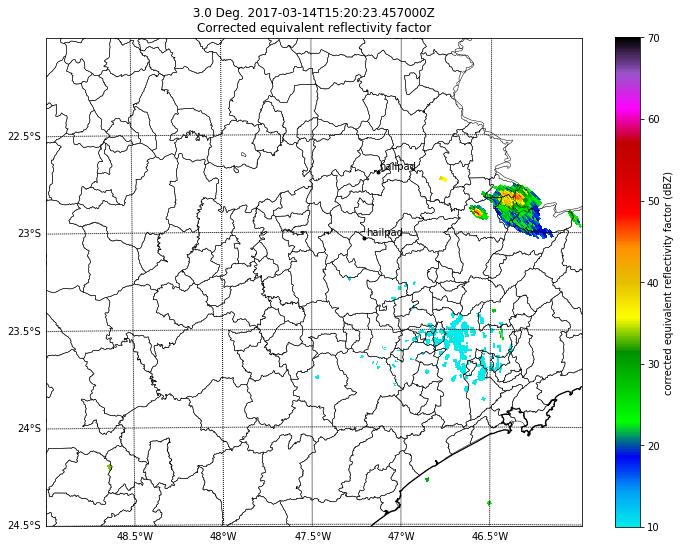 3.0 Deg. 2017-03-14T15:20:23.457000Z
Corrected equivalent reflectivity factor
70
60
50
40
30
20
10
corrected equivalent reflectivity factor (dBZ)
22.5°S
23°S
23.5°S
24°S
24.5°S
hailpad
hailpad
48.5°W
48°W
47.5°W
47°W
46.5°W